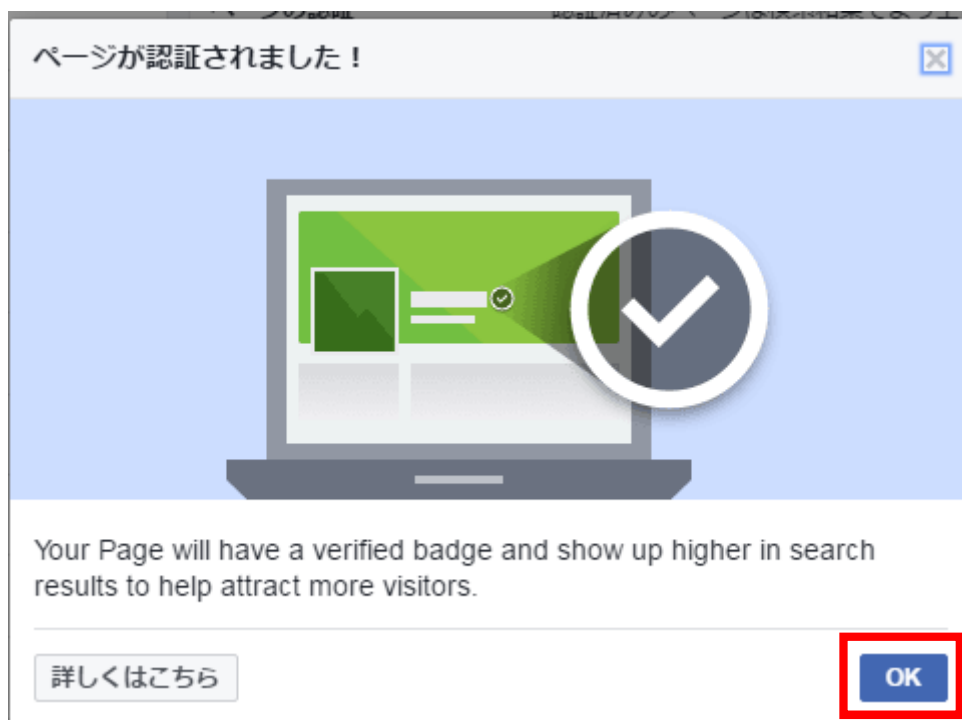 ページが認証されました！
Your Page will have a verified badge and show up higher in search
results to help attract more visitors.
詳しくはこちら
OK